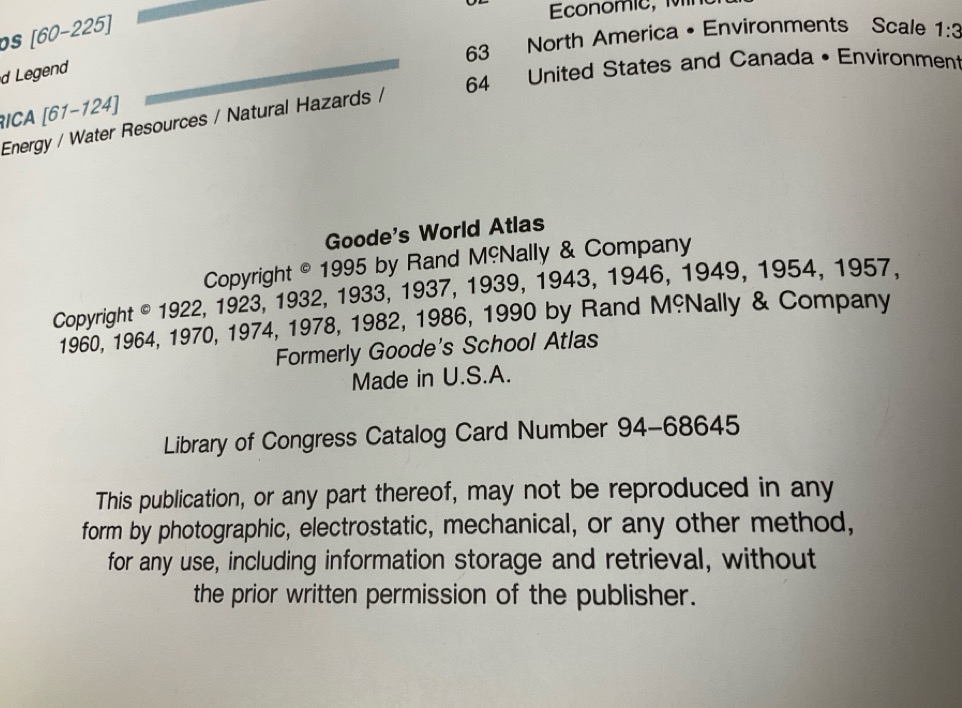 [60-225]
Legend
[61-124]
Energy / Water Resources / Natural Hazards /
Economic,
63 North America • Environments Scale
64 United States and Canada •
Goode's World Atlas
Copyright © 1995 by Rand McNally & Company
Copyright © 1922, 1923, 1932, 1933, 1937, 1939, 1943, 1946, 1949, 1954, 1957,
1960, 1964, 1970, 1974, 1978, 1982, 1986, 1990 by Rand McNally & Company
Formerly Goode's School Atlas
Made in U.S.A.
Library of Congress Catalog Card Number 94-68645
This publication, or any part thereof, may not be reproduced in any
form by photographic, electrostatic, mechanical, or any other method,
for any use, including information storage and retrieval, without
the prior written permission of the publisher.